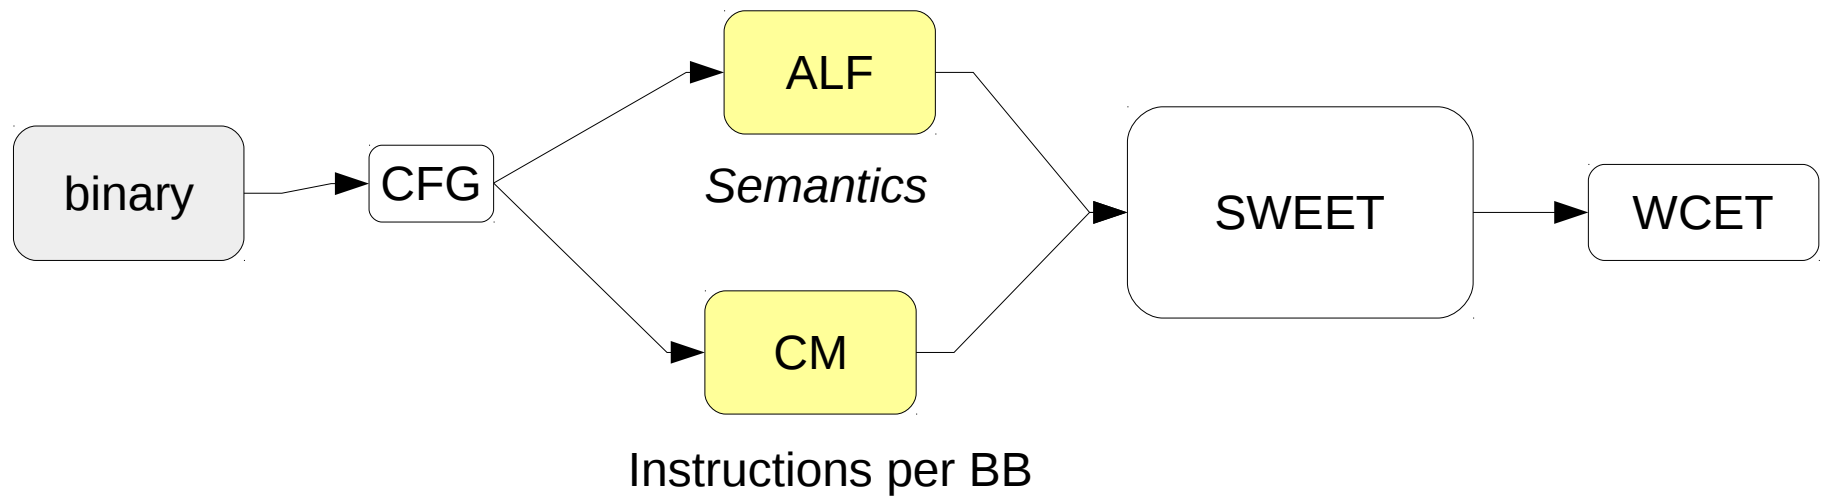 binary
CFG
ALF
Semantics
CM
Instructions per BB
SWEET
WCET